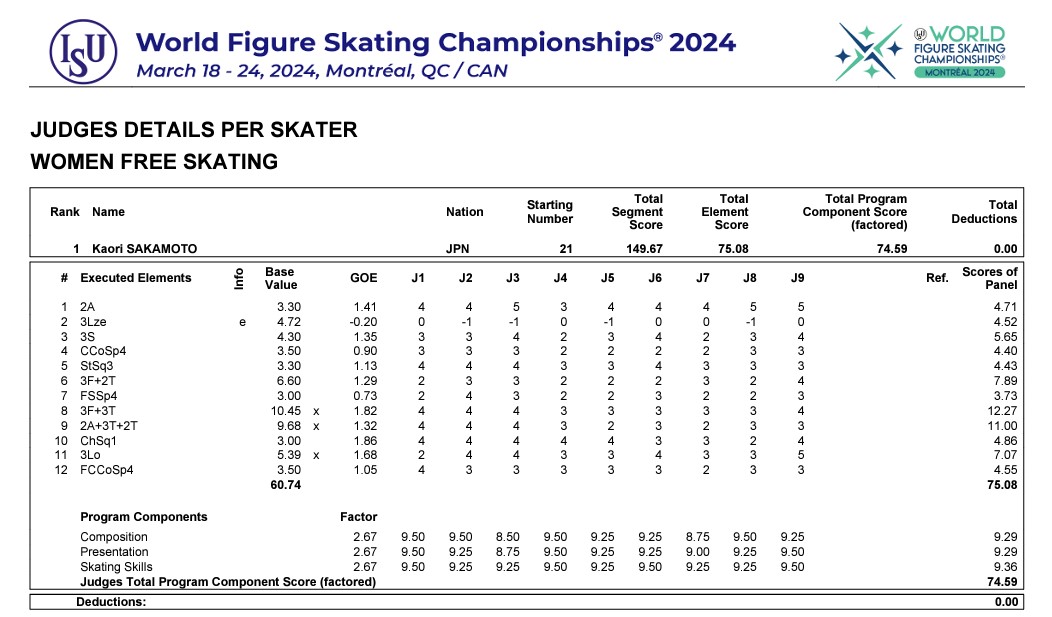 ISU World Figure Skating Championships® 2024
March 18 - 24, 2024, Montréal, QC / CAN
ISU WORLD
FIGURE SKATING
CHAMPIONSHIPS®
MONTRÉAL 2024
JUDGES DETAILS PER SKATER
WOMEN FREE SKATING
Rank Name Nation Starting Number Total Segment Score Total Element Score Total Program Component Score (factored) Total Deductions
1 Kaori SAKAMOTO JPN 21 149.67 75.08 74.59 0.00
# Executed Elements Info Base Value GOE J1 J2 J3 J4 J5 J6 J7 J8 J9 Ref. Scores of Panel
1 2A 3.30 1.41 4 4 5 3 4 4 4 5 5 4.71
2 3Lze e 4.72 -0.20 0 -1 -1 0 -1 0 0 -1 0 4.52
3 3S 4.30 1.35 3 3 4 2 3 4 2 3 4 5.65
4 CCoSp4 3.50 0.90 3 3 3 2 2 2 2 3 3 4.40
5 StSq3 3.30 1.13 4 4 4 3 3 4 3 3 3 4.43
6 3F+2T 6.60 1.29 2 3 3 2 2 2 3 2 4 7.89
7 FSSp4 3.00 0.73 2 4 3 2 2 3 2 2 3 3.73
8 3F+3T 10.45 x 1.82 4 4 4 3 3 3 3 3 4 12.27
9 2A+3T+2T 9.68 x 1.32 4 4 4 3 2 3 2 3 3 11.00
10 ChSq1 3.00 1.86 4 4 4 4 4 3 3 2 4 4.86
11 3Lo 5.39 x 1.68 2 4 4 3 3 4 3 3 5 7.07
12 FCCoSp4 3.50 1.05 4 3 3 3 3 3 2 3 3 4.55
60.74 75.08
Program Components Factor
Composition 2.67 9.50 9.50 8.50 9.50 9.25 9.25 8.75 9.50 9.25 9.29
Presentation 2.67 9.50 9.25 8.75 9.50 9.25 9.25 9.00 9.25 9.50 9.29
Skating Skills 2.67 9.50 9.25 9.25 9.50 9.25 9.50 9.25 9.25 9.50 9.36
Judges Total Program Component Score (factored) 74.59
Deductions: 0.00